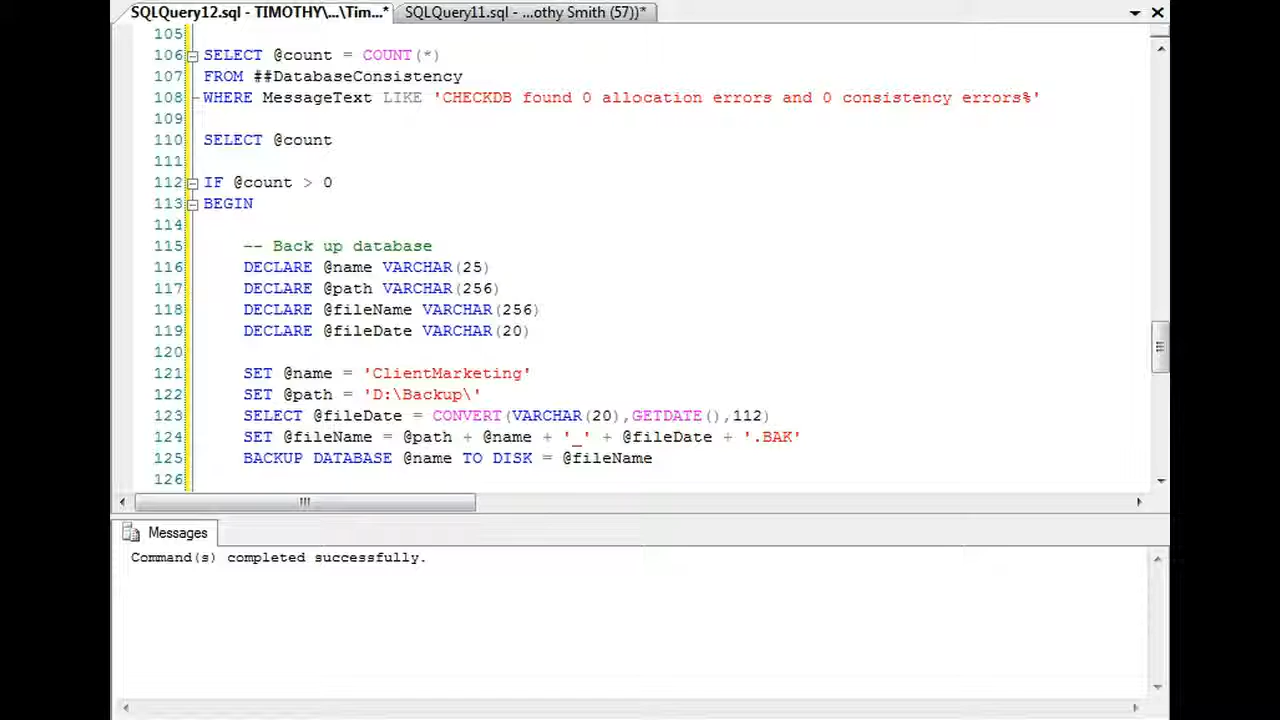 SQLQuery12.sql - TIMOTHY\...\Tim...* SQLQuery11.sql - ...othy Smith (57))*
105
106 SELECT @count = COUNT(*)
107 FROM ##DatabaseConsistency
108 WHERE MessageText LIKE 'CHECKDB found 0 allocation errors and 0 consistency errors%'
109
110 SELECT @count
111
112 IF @count > 0
113 BEGIN
114
115 -- Back up database
116 DECLARE @name VARCHAR(25)
117 DECLARE @path VARCHAR(256)
118 DECLARE @fileName VARCHAR(256)
119 DECLARE @fileDate VARCHAR(20)
120
121 SET @name = 'ClientMarketing'
122 SET @path = 'D:\Backup\'
123 SELECT @fileDate = CONVERT(VARCHAR(20),GETDATE(),112)
124 SET @fileName = @path + @name + '_' + @fileDate + '.BAK'
125 BACKUP DATABASE @name TO DISK = @fileName
126
Messages
Command(s) completed successfully.